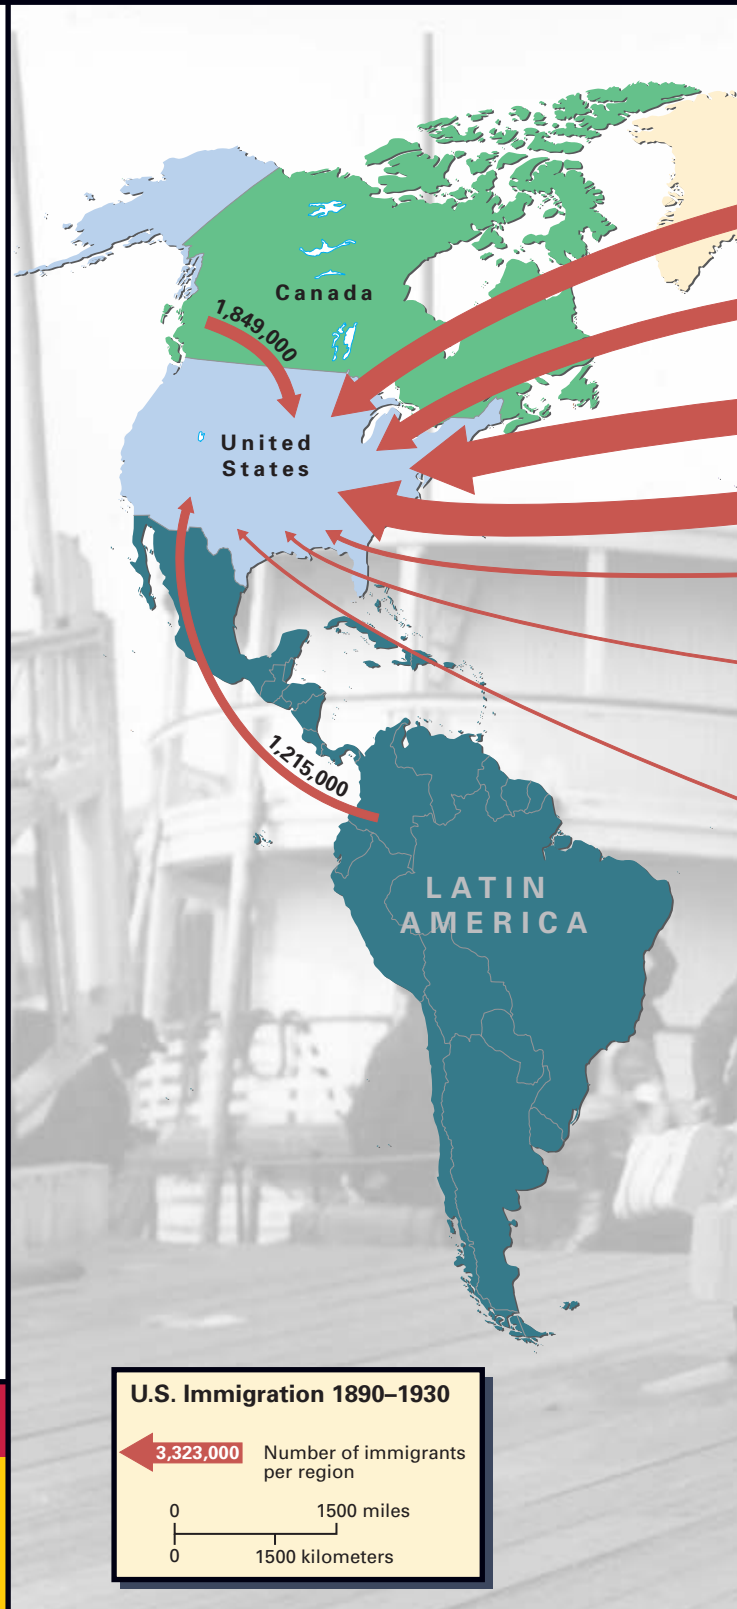 Canada
1,849,000
United
States
1,215,000
LATIN
AMERICA
U.S. Immigration 1890–1930
3,323,000 Number of immigrants
per region
0 1500 miles
0 1500 kilometers